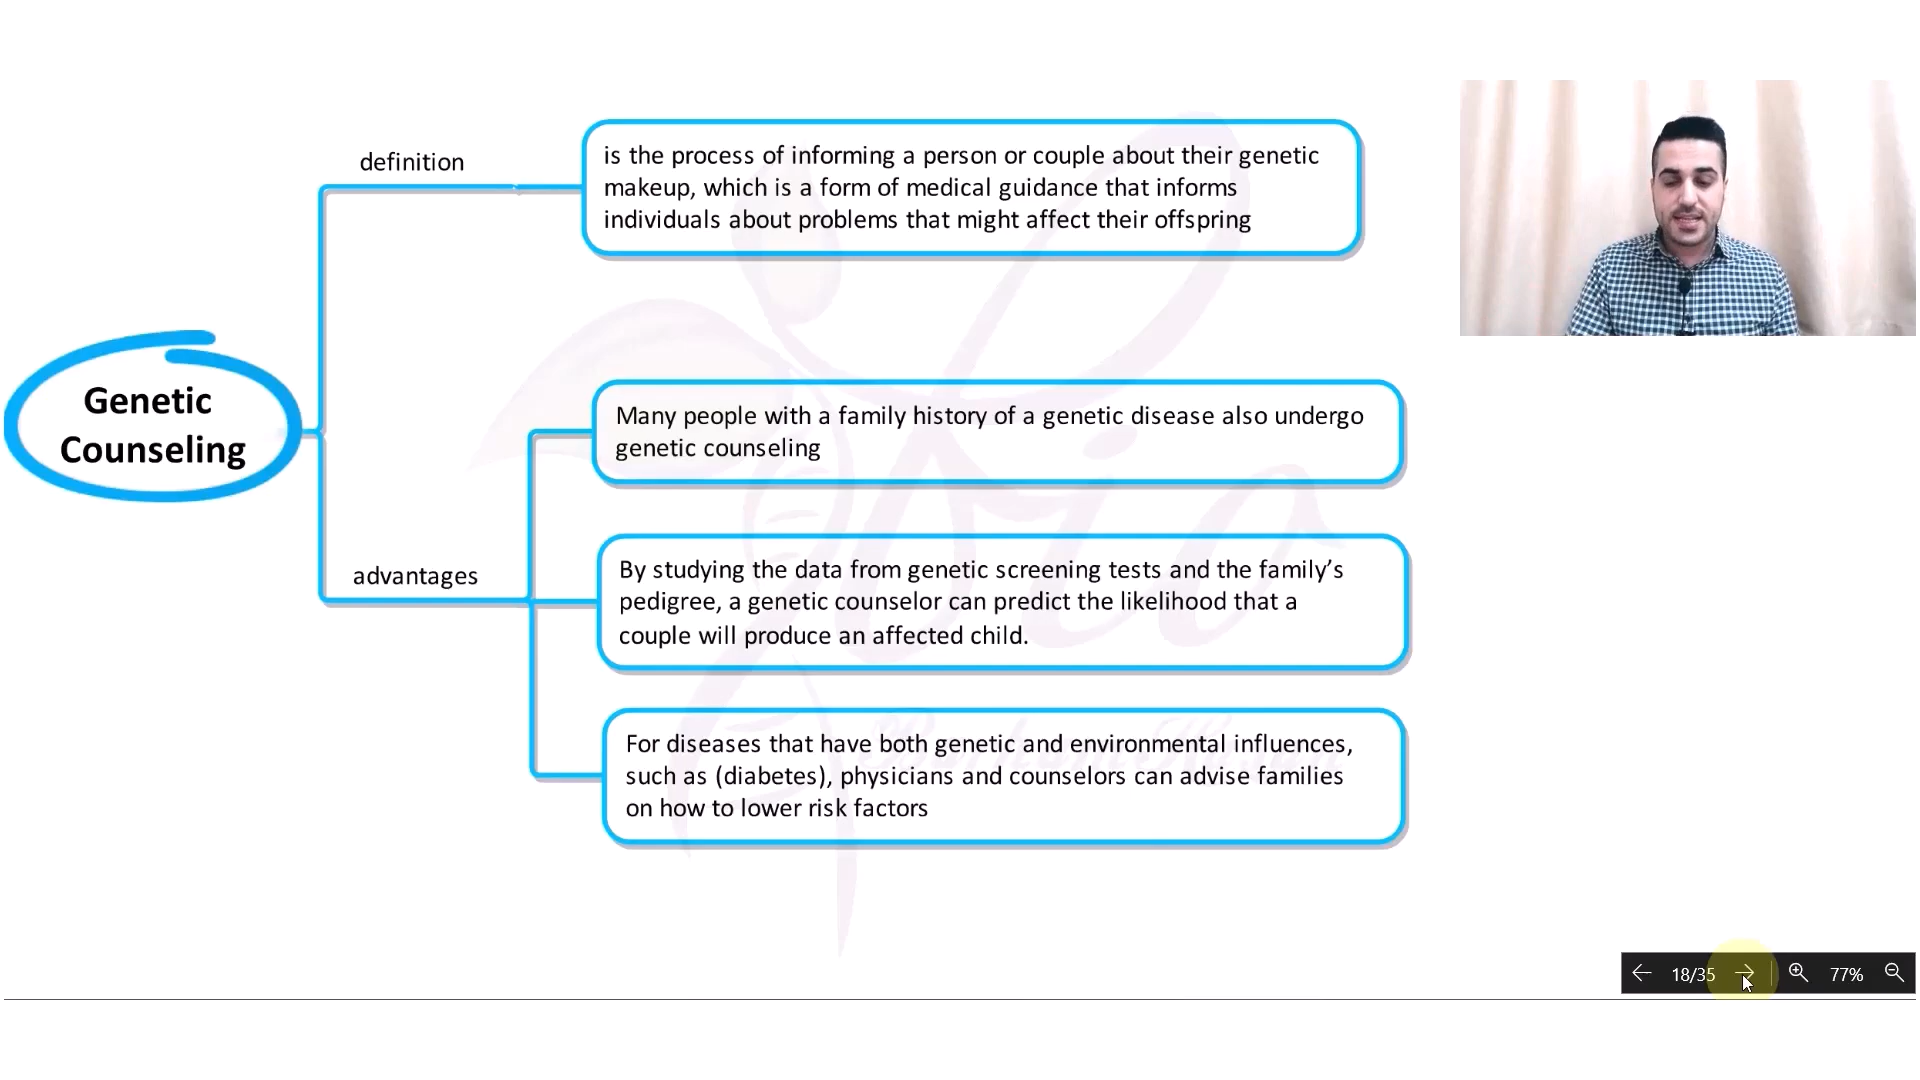 definition
is the process of informing a person or couple about their genetic
makeup, which is a form of medical guidance that informs
individuals about problems that might affect their offspring
Genetic
Counseling
Many people with a family history of a genetic disease also undergo
genetic counseling
advantages
By studying the data from genetic screening tests and the family’s
pedigree, a genetic counselor can predict the likelihood that a
couple will produce an affected child.
For diseases that have both genetic and environmental influences,
such as (diabetes), physicians and counselors can advise families
on how to lower risk factors
Bio
18/35
77%